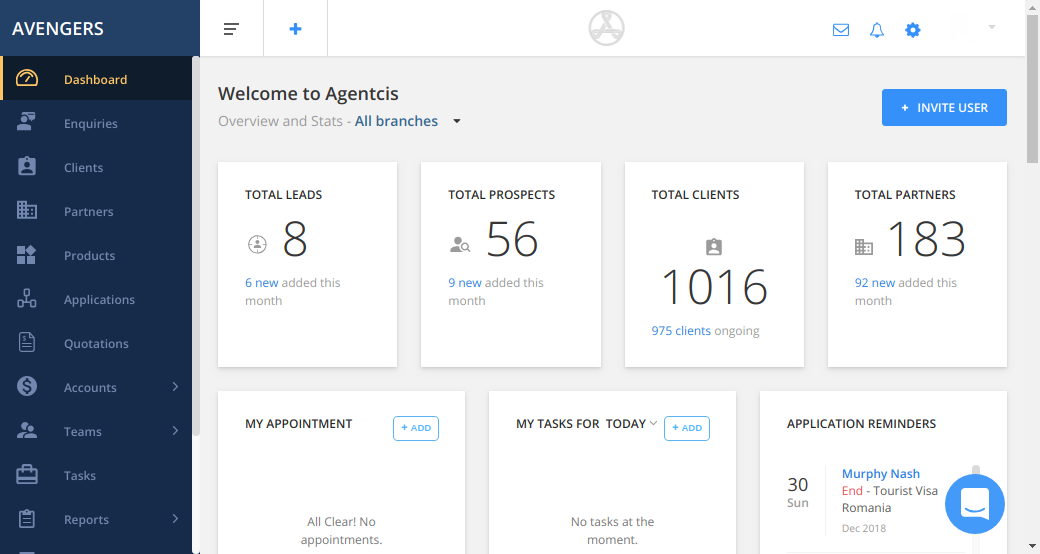 AVENGERS
Dashboard
Enquiries
Clients
Partners
Products
Applications
Quotations
Accounts
Teams
Tasks
Reports
Welcome to Agentcis
Overview and Stats - All branches
+ INVITE USER
TOTAL LEADS
8
6 new added this
month
TOTAL PROSPECTS
56
9 new added this
month
TOTAL CLIENTS
1016
975 clients ongoing
TOTAL PARTNERS
183
92 new added this
month
MY APPOINTMENT
+ ADD
All Clear! No
appointments.
MY TASKS FOR TODAY
+ ADD
No tasks at the
moment.
APPLICATION REMINDERS
30
Sun
Murphy Nash
End - Tourist Visa
Romania
Dec 2018